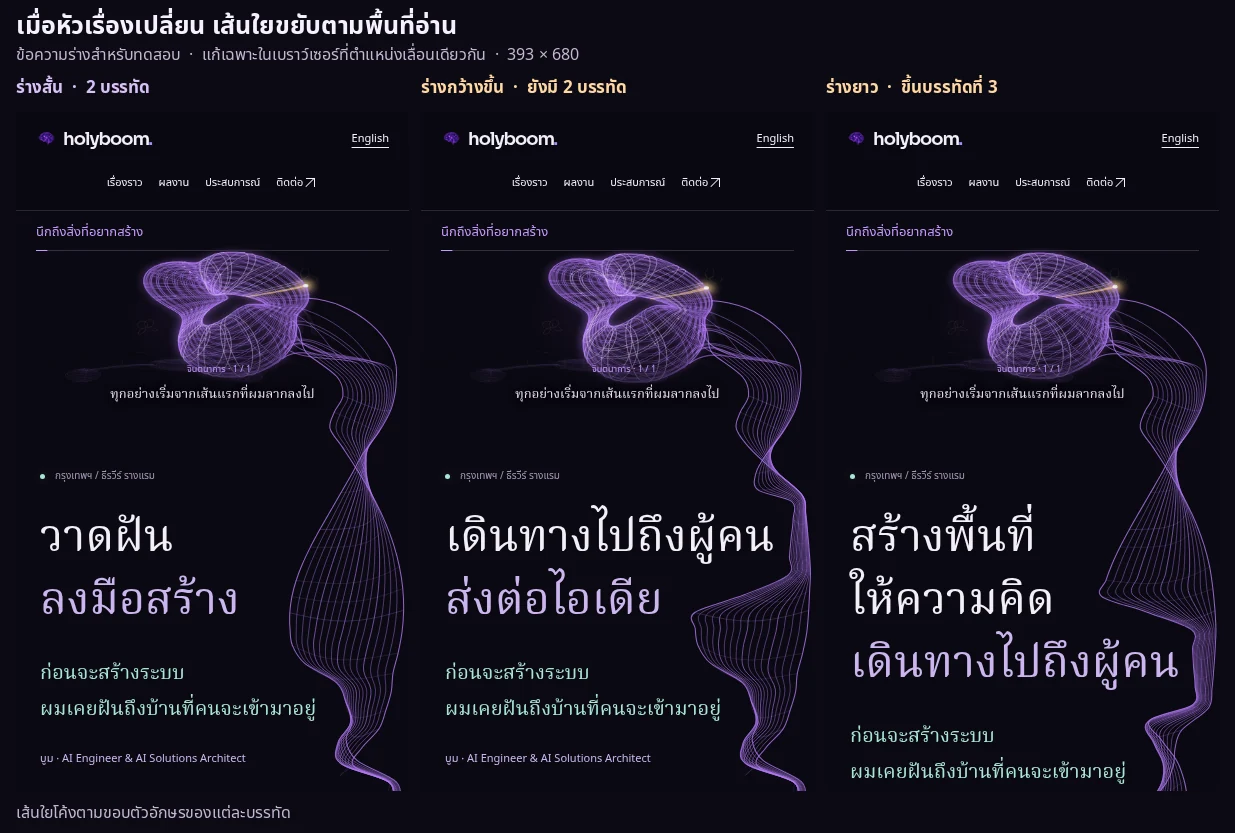 เมื่อหัวเรื่องเปลี่ยน เส้นใยขยับตามพื้นที่อ่าน
ข้อความร่างสำหรับทดสอบ · แก้เฉพาะในเบราว์เซอร์ที่ตำแหน่งเลื่อนเดียวกัน · 393 × 680
ร่างสั้น · 2 บรรทัด
holyboom.
English
เรื่องราว ผลงาน ประสบการณ์ ติดต่อ
นึกถึงสิ่งที่อยากสร้าง
จินตนาการ · 1 / 1
ทุกอย่างเริ่มจากเส้นแรกที่ผมลากลงไป
กรุงเทพฯ / ธีรวีร์ รางแรม
วาดฝัน
ลงมือสร้าง
ก่อนจะสร้างระบบ
ผมเคยฝันถึงบ้านที่คนจะเข้ามาอยู่
บูม · AI Engineer & AI Solutions Architect
ร่างกว้างขึ้น · ยังมี 2 บรรทัด
holyboom.
English
เรื่องราว ผลงาน ประสบการณ์ ติดต่อ
นึกถึงสิ่งที่อยากสร้าง
จินตนาการ · 1 / 1
ทุกอย่างเริ่มจากเส้นแรกที่ผมลากลงไป
กรุงเทพฯ / ธีรวีร์ รางแรม
เดินทางไปถึงผู้คน
ส่งต่อไอเดีย
ก่อนจะสร้างระบบ
ผมเคยฝันถึงบ้านที่คนจะเข้ามาอยู่
บูม · AI Engineer & AI Solutions Architect
ร่างยาว · ขึ้นบรรทัดที่ 3
holyboom.
English
เรื่องราว ผลงาน ประสบการณ์ ติดต่อ
นึกถึงสิ่งที่อยากสร้าง
จินตนาการ · 1 / 1
ทุกอย่างเริ่มจากเส้นแรกที่ผมลากลงไป
กรุงเทพฯ / ธีรวีร์ รางแรม
สร้างพื้นที่
ให้ความคิด
เดินทางไปถึงผู้คน
ก่อนจะสร้างระบบ
ผมเคยฝันถึงบ้านที่คนจะเข้ามาอยู่
เส้นใยโค้งตามขอบตัวอักษรของแต่ละบรรทัด